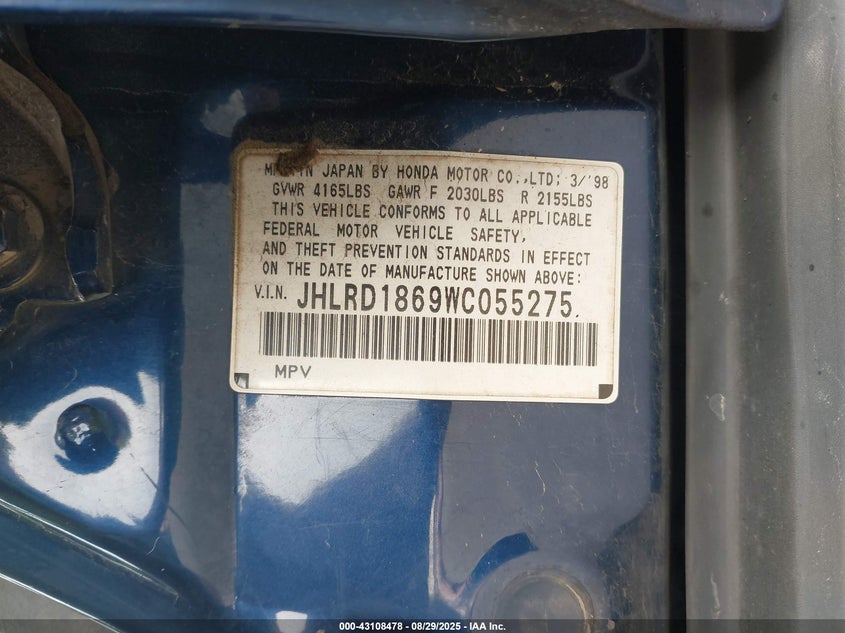 IN JAPAN BY HONDA MOTOR CO.,LTD; 3/'98
GVWR 4165LBS GAWR F 2030LBS R 2155LBS
THIS VEHICLE CONFORMS TO ALL APPLICABLE
FEDERAL MOTOR VEHICLE SAFETY,
AND THEFT PREVENTION STANDARDS IN EFFECT
ON THE DATE OF MANUFACTURE SHOWN ABOVE:
V.I.N. JHLRD1869WC055275.
MPV
000-43108478 - 08/29/2025 - IAA Inc.